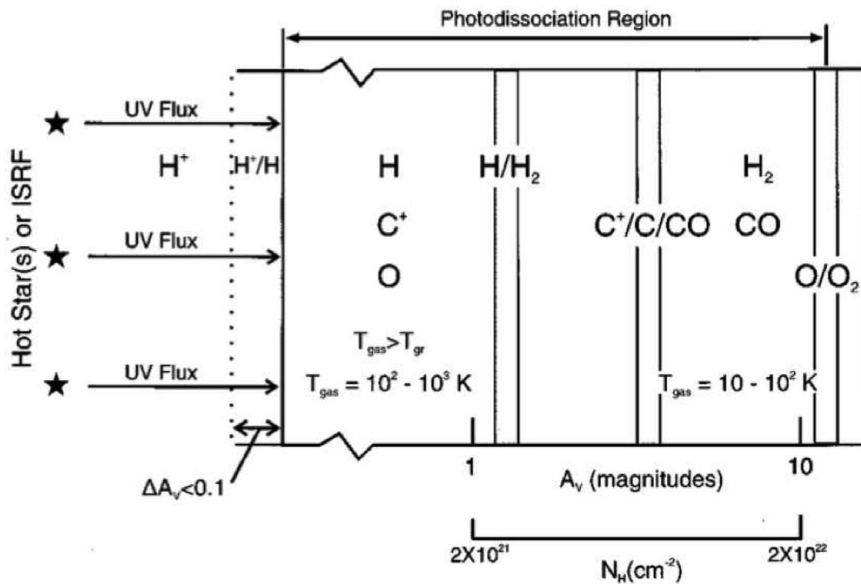 Photodissociation Region
Hot Star(s) or ISRF
UV Flux
H⁺ H⁺/H H H/H₂ H₂
C⁺ C⁺/C/CO CO
UV Flux
O O/O₂
T_gas>T_gr
UV Flux T_gas = 10² - 10³ K T_gas = 10 - 10² K
ΔA_v<0.1
1 A_v (magnitudes) 10
2X10²¹ N_H(cm⁻²) 2X10²²